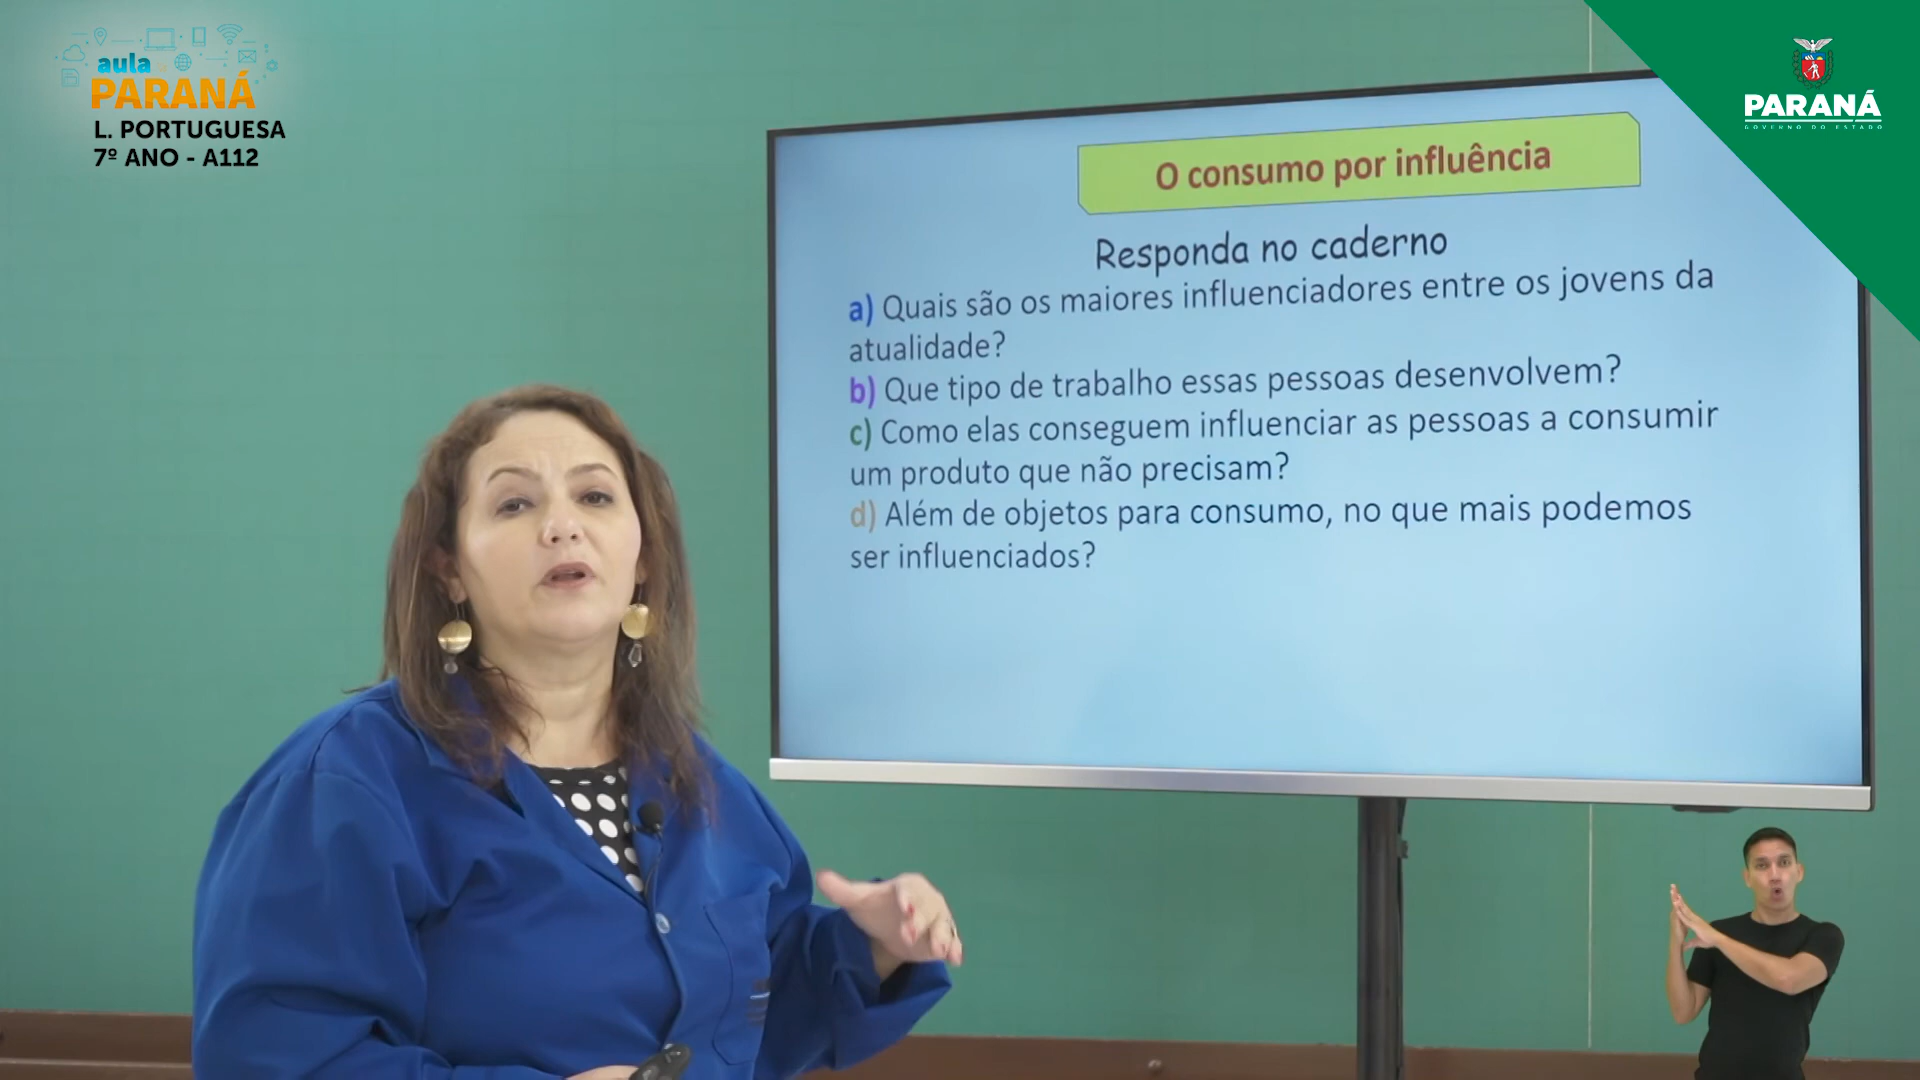 aula
PARANÁ
L. PORTUGUESA
7º ANO - A112
PARANÁ
GOVERNO DO ESTADO
O consumo por influência
Responda no caderno
a) Quais são os maiores influenciadores entre os jovens da
atualidade?
b) Que tipo de trabalho essas pessoas desenvolvem?
c) Como elas conseguem influenciar as pessoas a consumir
um produto que não precisam?
d) Além de objetos para consumo, no que mais podemos
ser influenciados?